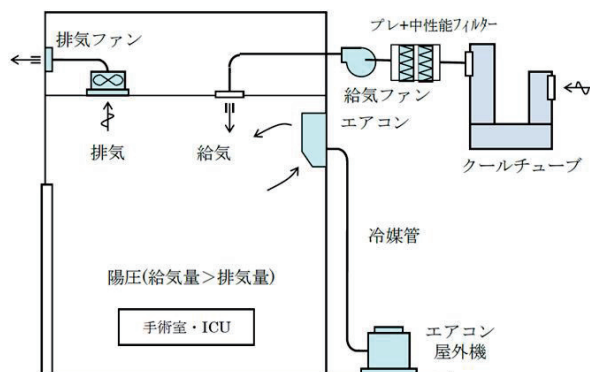 排気ファン
プレ+中性能フィルター
給気ファン
エアコン
排気
給気
クールチューブ
冷媒管
陽圧(給気量>排気量)
手術室・ICU
エアコン
屋外機